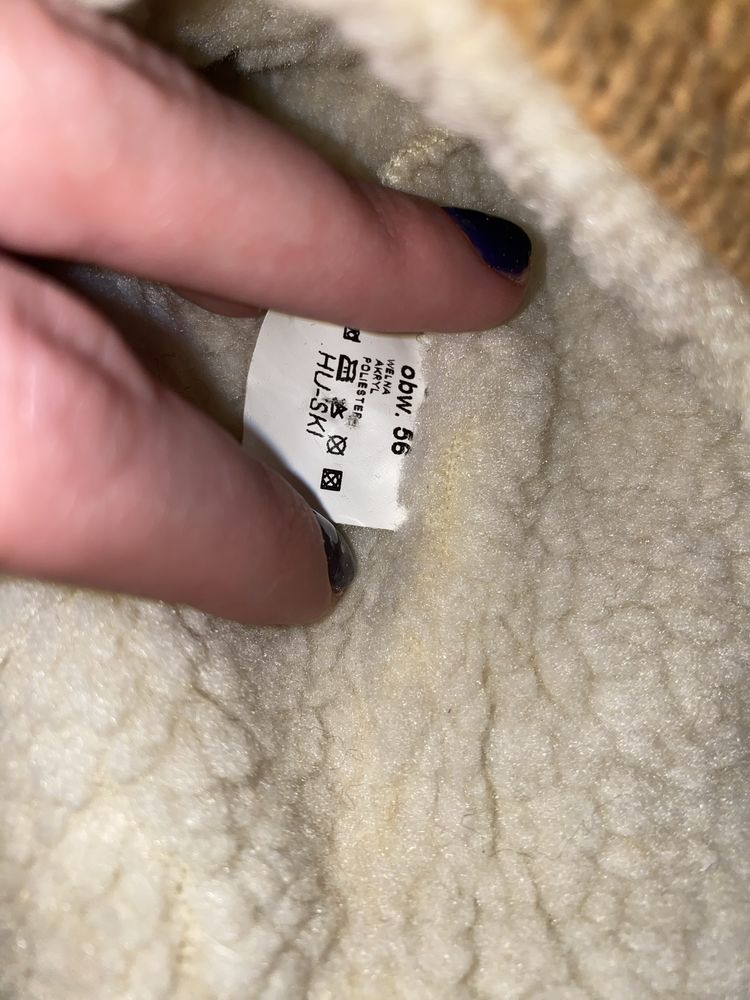 obw. 56
WEŁNA
AKRYL
POLIESTER
HU-SKI